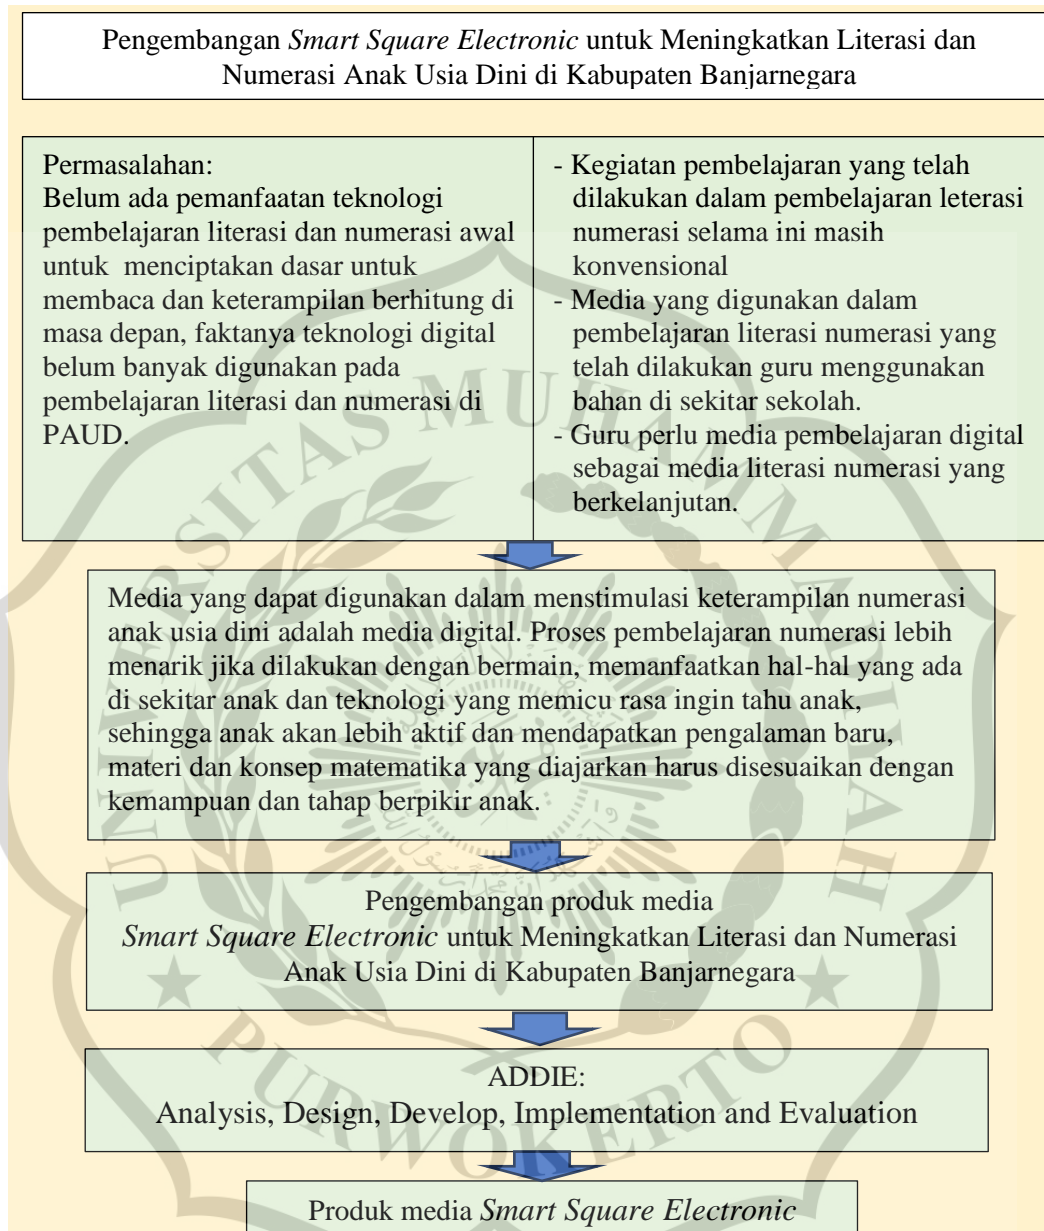 Pengembangan Smart Square Electronic untuk Meningkatkan Literasi dan
Numerasi Anak Usia Dini di Kabupaten Banjarnegara
Permasalahan:
Belum ada pemanfaatan teknologi
pembelajaran literasi dan numerasi awal
untuk menciptakan dasar untuk
membaca dan keterampilan berhitung di
masa depan, faktanya teknologi digital
belum banyak digunakan pada
pembelajaran literasi dan numerasi di
PAUD.
- Kegiatan pembelajaran yang telah
dilakukan dalam pembelajaran leterasi
numerasi selama ini masih
konvensional
- Media yang digunakan dalam
pembelajaran literasi numerasi yang
telah dilakukan guru menggunakan
bahan di sekitar sekolah.
- Guru perlu media pembelajaran digital
sebagai media literasi numerasi yang
berkelanjutan.
Media yang dapat digunakan dalam menstimulasi keterampilan numerasi
anak usia dini adalah media digital. Proses pembelajaran numerasi lebih
menarik jika dilakukan dengan bermain, memanfaatkan hal-hal yang ada
di sekitar anak dan teknologi yang memicu rasa ingin tahu anak,
sehingga anak akan lebih aktif dan mendapatkan pengalaman baru,
materi dan konsep matematika yang diajarkan harus disesuaikan dengan
kemampuan dan tahap berpikir anak.
Pengembangan produk media
Smart Square Electronic untuk Meningkatkan Literasi dan Numerasi
Anak Usia Dini di Kabupaten Banjarnegara
ADDIE:
Analysis, Design, Develop, Implementation and Evaluation
Produk media Smart Square Electronic
UNIVERSITAS MUHAMMADIYAH
PURWOKERTO